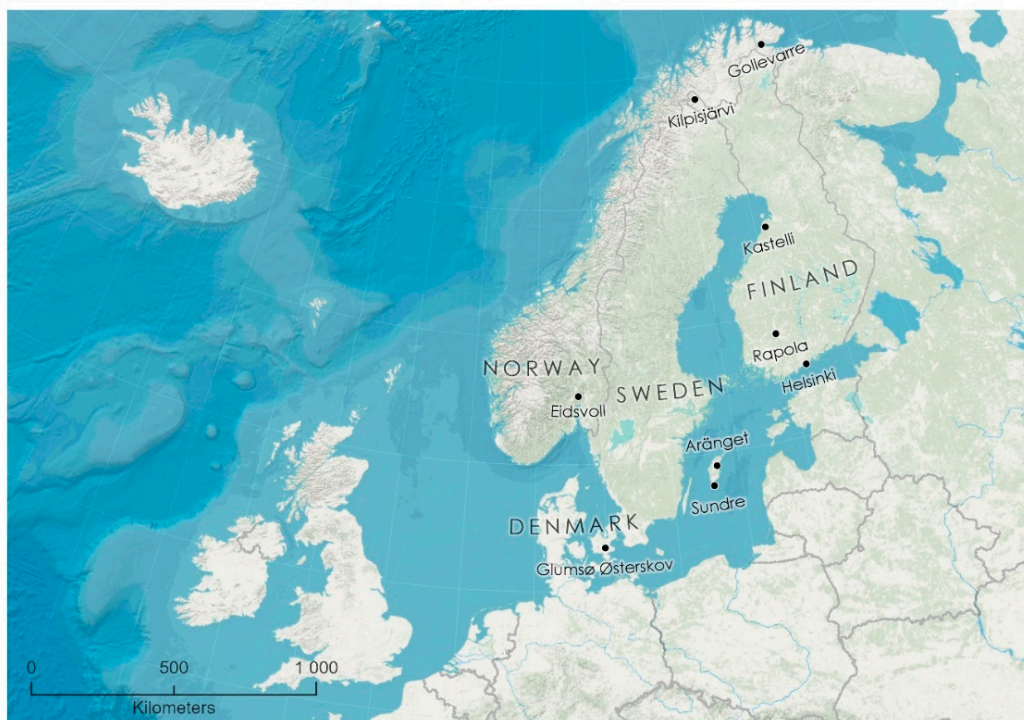 Gollevarre
Kilpisjärvi
Kastelli
FINLAND
Rapola
NORWAY
Helsinki
SWEDEN
Eidsvoll
Aränget
Sundre
DENMARK
Glumsø Østerskov
0 500 1 000
Kilometers